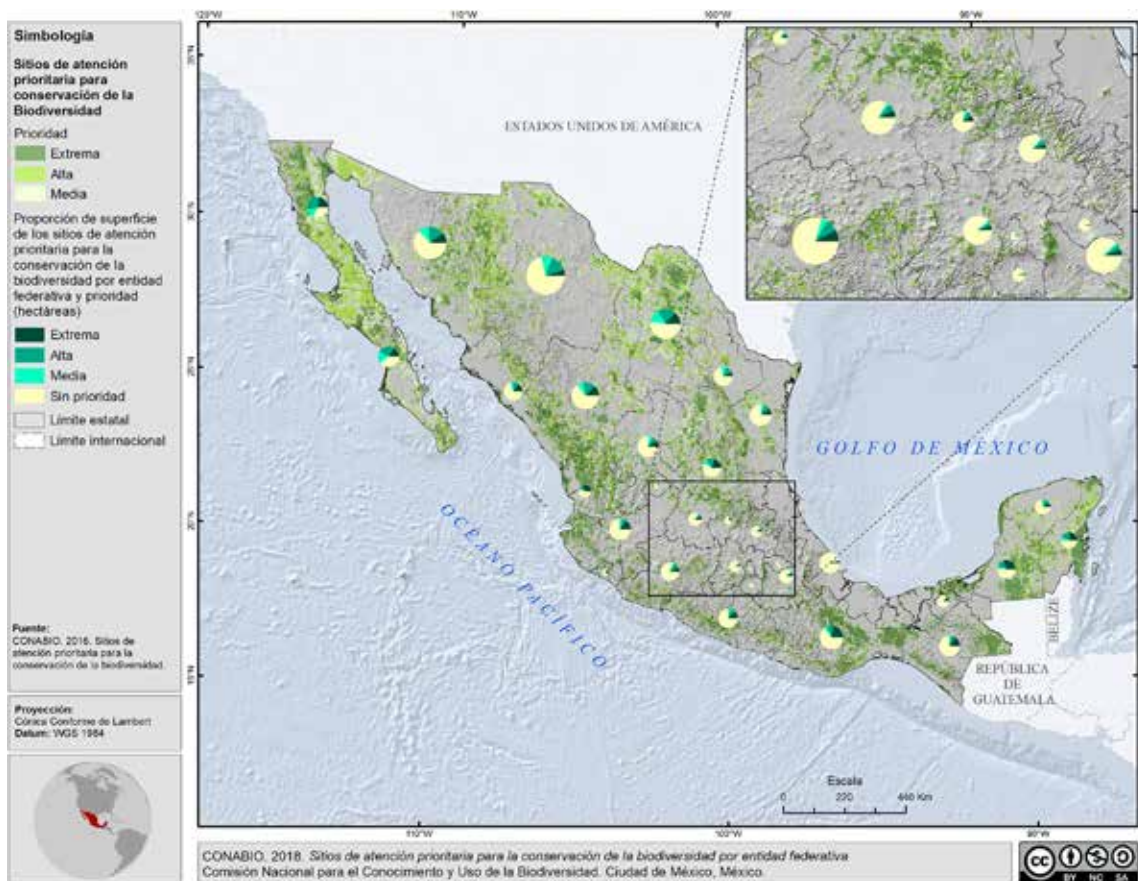 Simbología
Sitios de atención
prioritaria para
conservación de la
Biodiversidad
Prioridad
Extrema
Alta
Media
Proporción de superficie
de los sitios de atención
prioritaria para la
conservación de la
biodiversidad por entidad
federativa y prioridad
(hectáreas)
Extrema
Alta
Media
Sin prioridad
Límite estatal
Límite internacional
Fuente:
CONABIO. 2016. Sitios de
atención prioritaria para la
conservación de la biodiversidad.
Proyección:
Cónica Conforme de Lambert
Datum: WGS 1984
120°W
110°W
100°W
90°W
ESTADOS UNIDOS DE AMÉRICA
GOLFO DE MÉXICO
OCÉANO PACÍFICO
BELIZE
REPÚBLICA
DE
GUATEMALA
30°N
25°N
20°N
15°N
Escala
0 220 440 Km
110°W
100°W
90°W
CONABIO. 2018. Sitios de atención prioritaria para la conservación de la biodiversidad por entidad federativa
Comisión Nacional para el Conocimiento y Uso de la Biodiversidad. Ciudad de México, México.
CC
BY NC SA